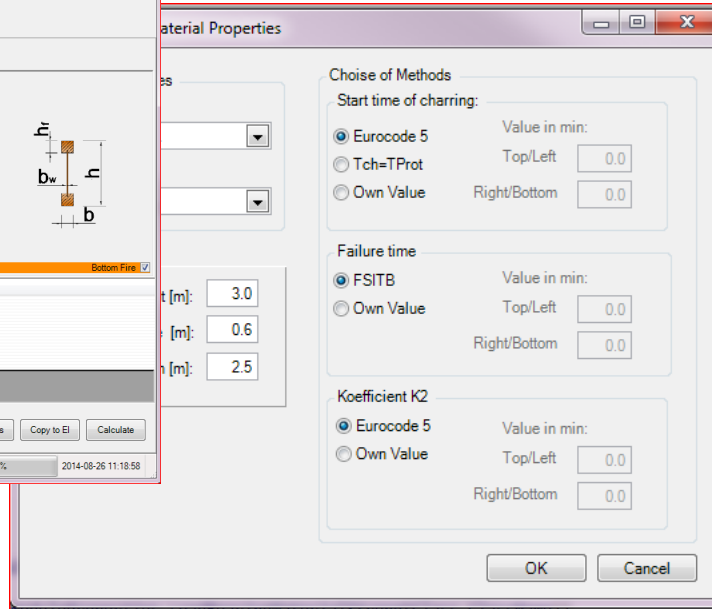 aterial Properties
es
hf
bw
h
b
Bottom Fire
t [m]: 3.0
[m]: 0.6
n [m]: 2.5
s
Copy to EI
Calculate
%
2014-08-26 11:18:58
Choise of Methods
Start time of charring:
Eurocode 5
Tch=TProt
Own Value
Value in min:
Top/Left 0.0
Right/Bottom 0.0
Failure time
FSITB
Own Value
Value in min:
Top/Left 0.0
Right/Bottom 0.0
Koefficient K2
Eurocode 5
Own Value
Value in min:
Top/Left 0.0
Right/Bottom 0.0
OK
Cancel